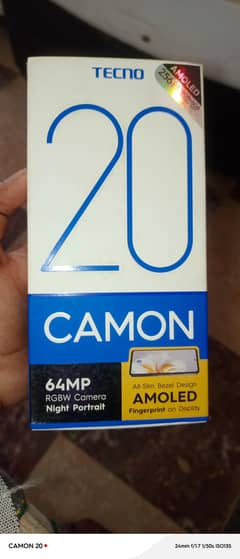 TECNO
AMOLED
256
20
CAMON
64MP
RGBW Camera
Night Portrait
All-Slim Bezel Design
AMOLED
Fingerprint on Display
CAMON 20
24mm f/1.7 1/50s ISO135